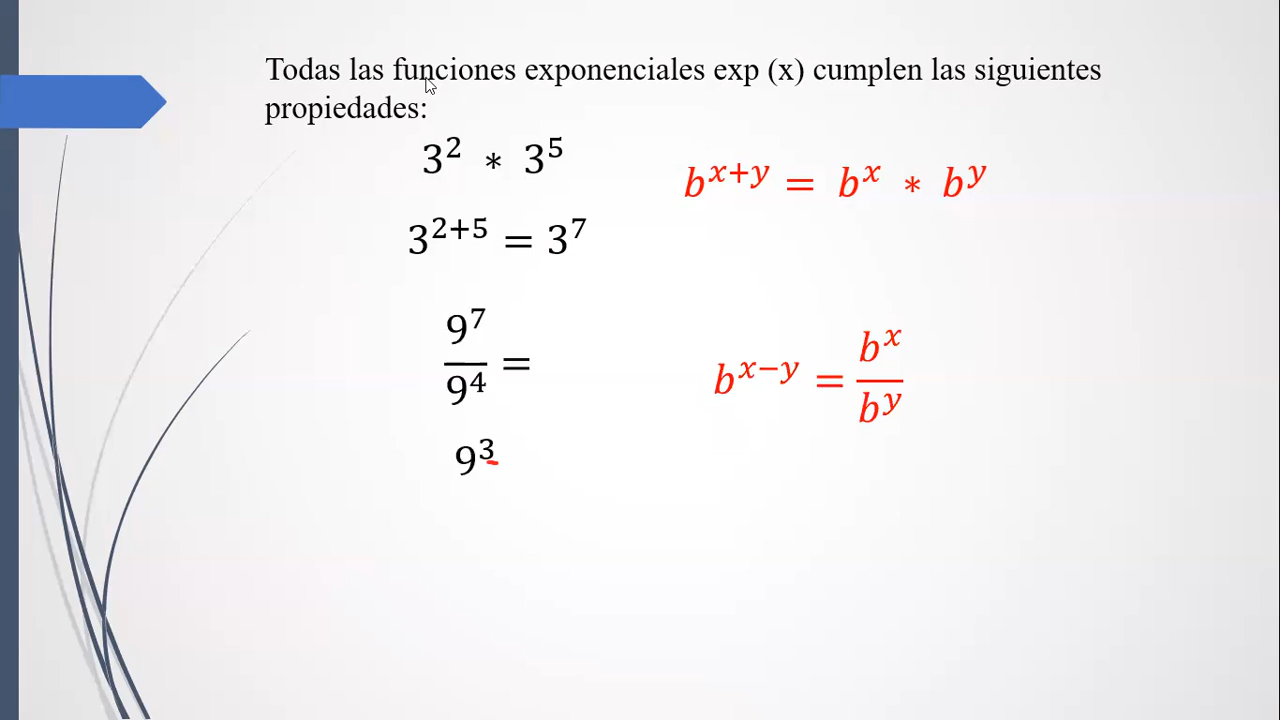 Todas las funciones exponenciales exp (x) cumplen las siguientes
propiedades:
3² * 3⁵
b^{x+y} = b^x * b^y
3^{2+5} = 3⁷
9⁷/9⁴ =
b^{x−y} = b^x/b^y
9³